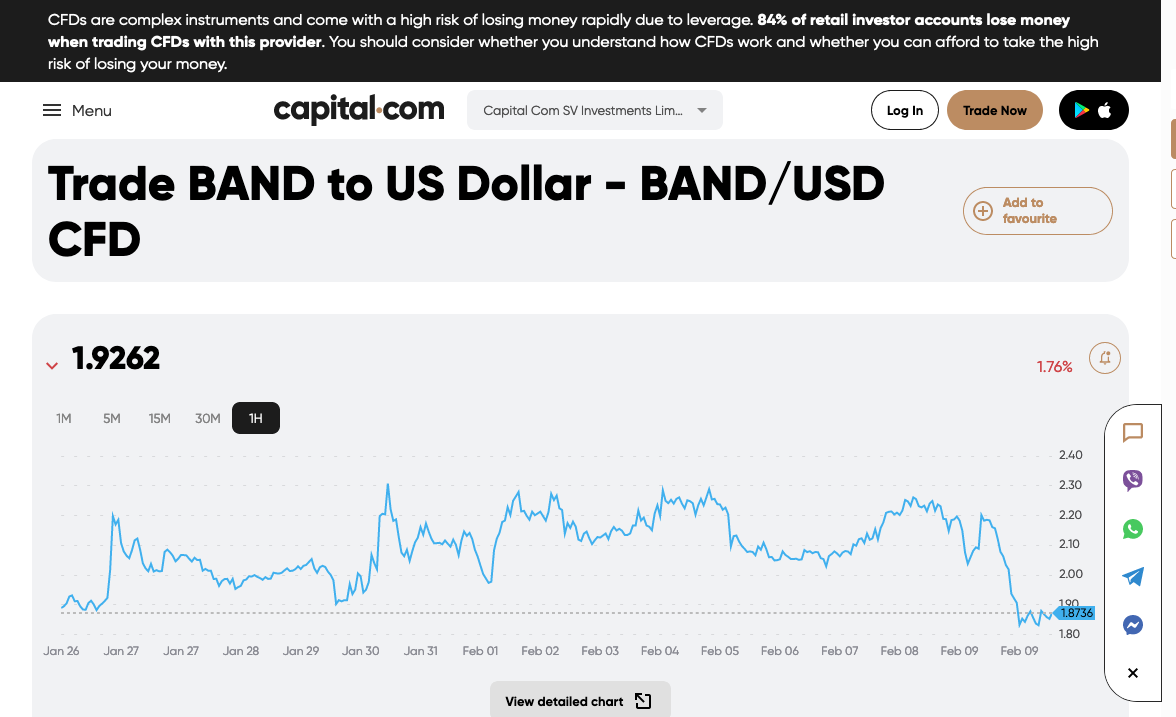 CFDs are complex instruments and come with a high risk of losing money rapidly due to leverage. 84% of retail investor accounts lose money
when trading CFDs with this provider. You should consider whether you understand how CFDs work and whether you can afford to take the high
risk of losing your money.
Menu
capital.com
Capital Com SV Investments Lim...
Log In
Trade Now
Trade BAND to US Dollar - BAND/USD
CFD
Add to
favourite
1.9262
1.76%
1M 5M 15M 30M 1H
2.40
2.30
2.20
2.10
2.00
1.90
1.8736
1.80
Jan 26 Jan 27 Jan 27 Jan 28 Jan 29 Jan 30 Jan 31 Feb 01 Feb 02 Feb 03 Feb 04 Feb 05 Feb 06 Feb 07 Feb 08 Feb 09 Feb 09
View detailed chart